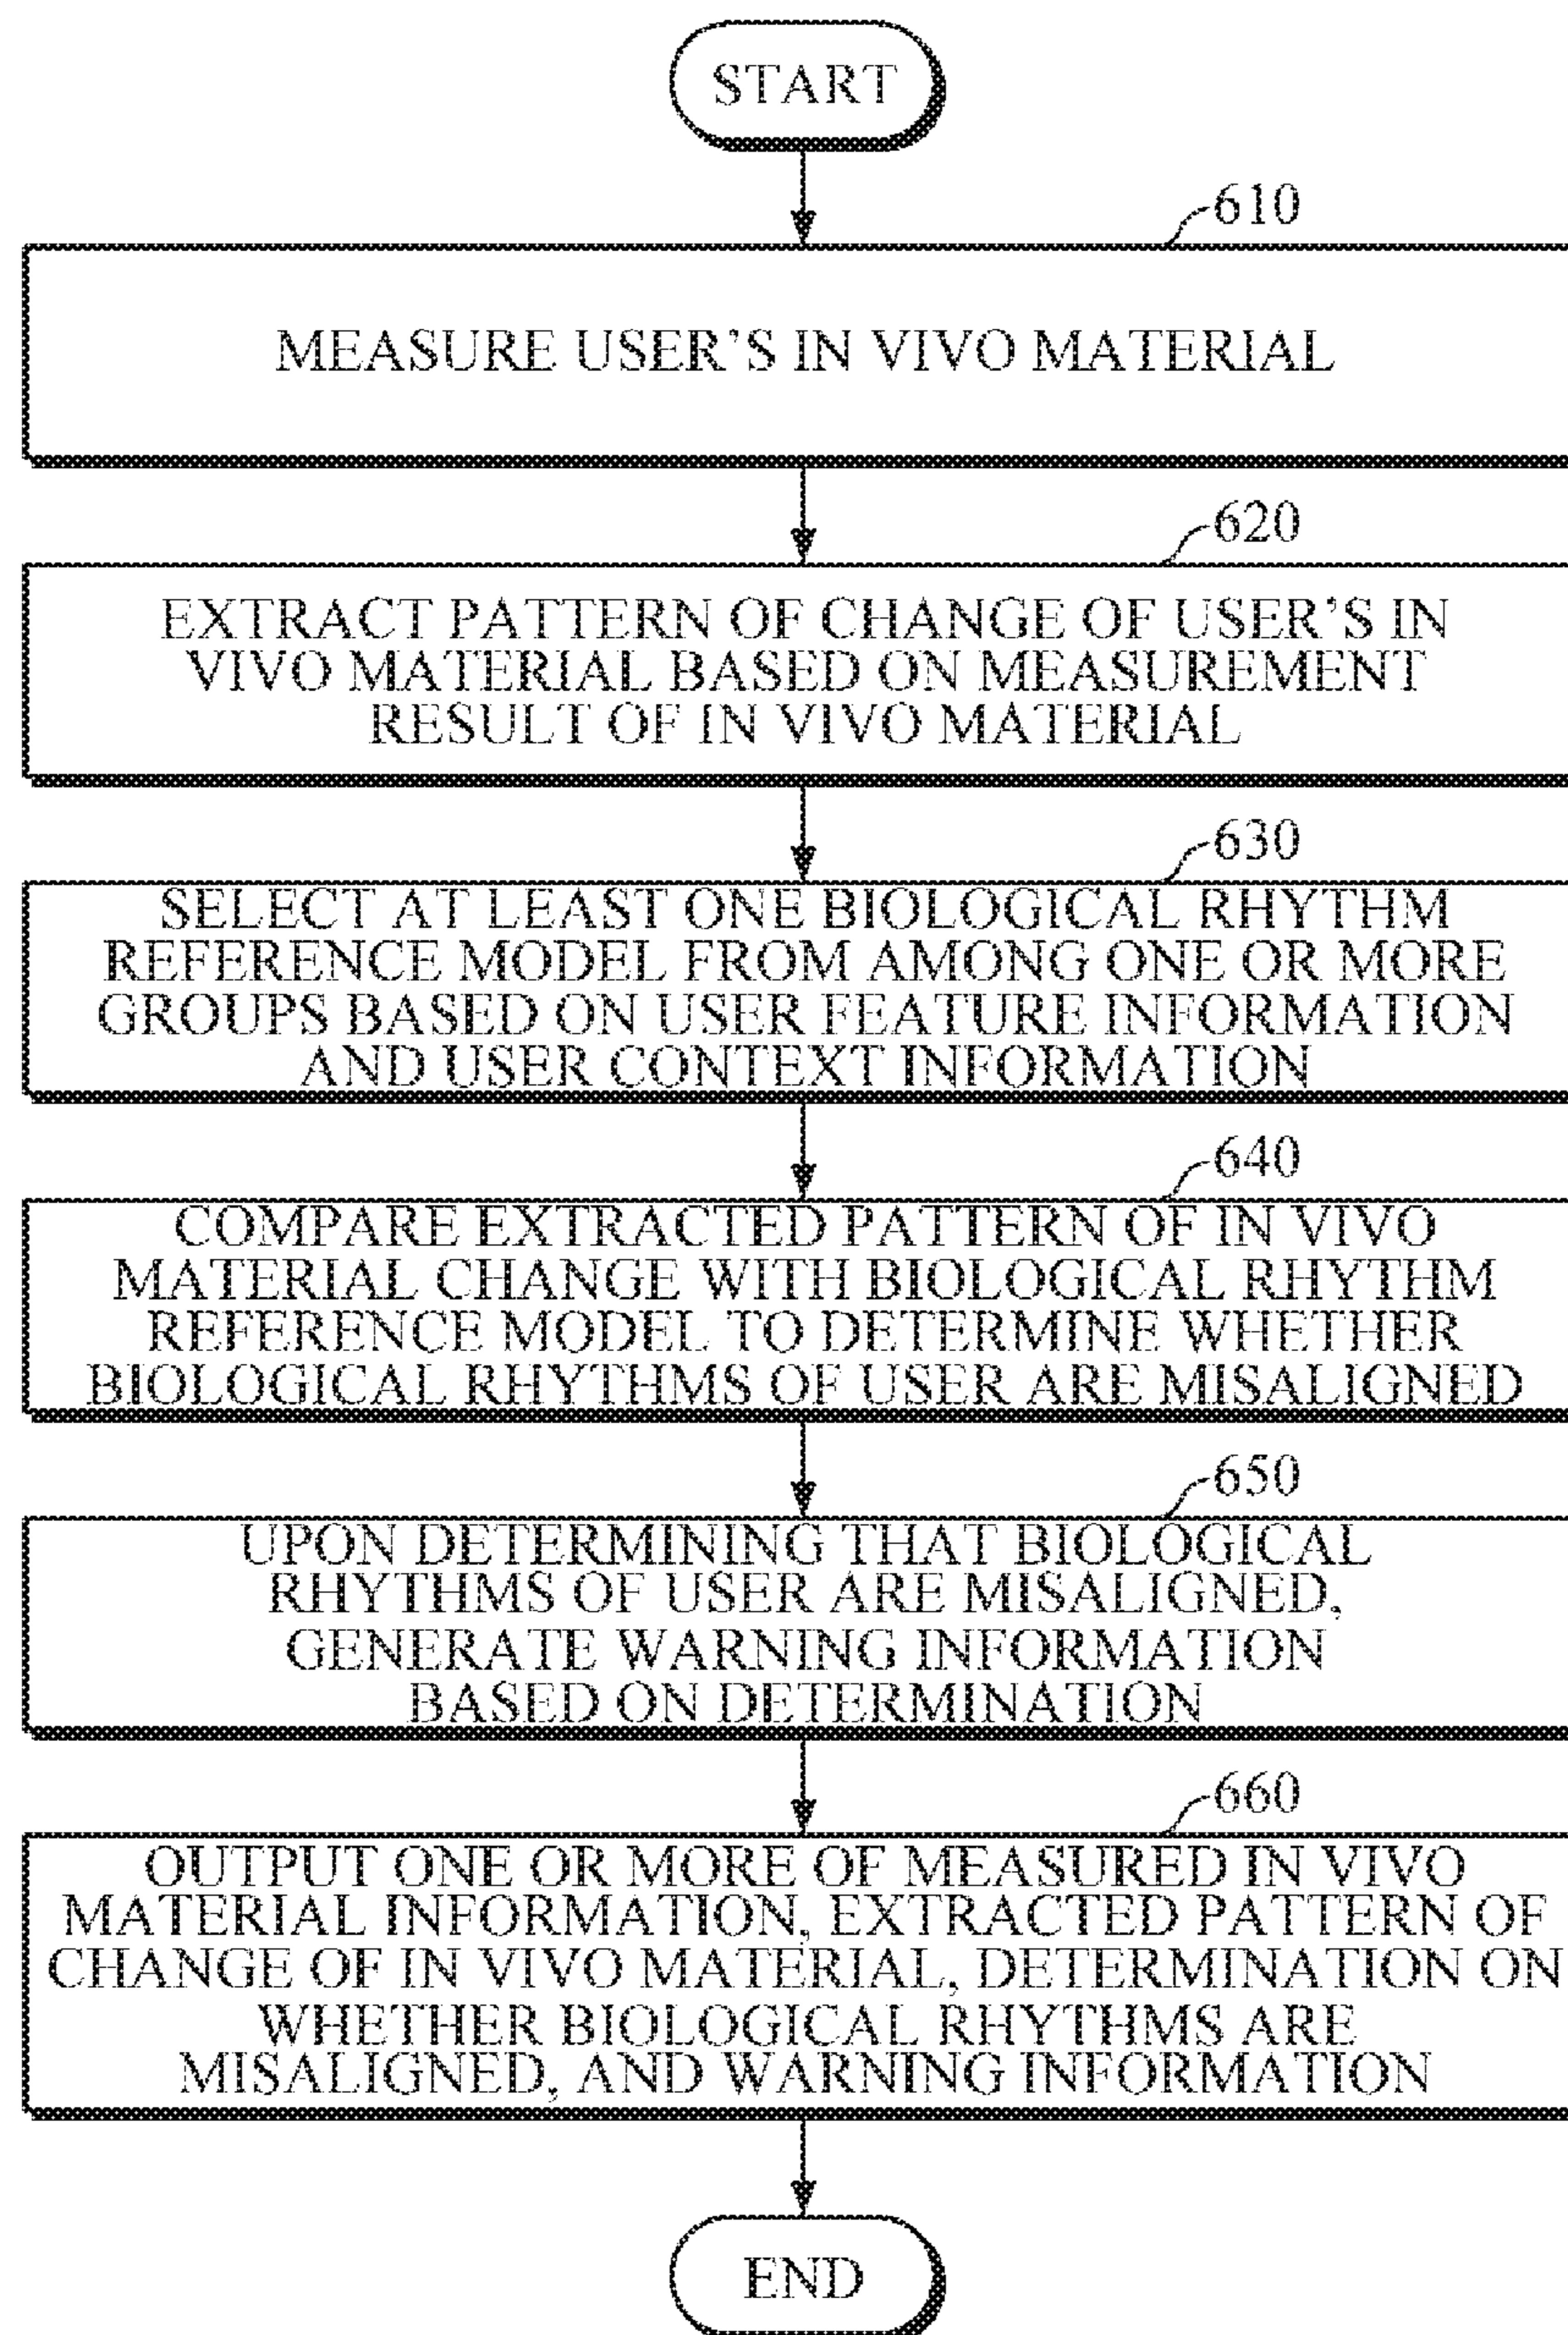 START
610
MEASURE USER'S IN VIVO MATERIAL
620
EXTRACT PATTERN OF CHANGE OF USER'S IN
VIVO MATERIAL BASED ON MEASUREMENT
RESULT OF IN VIVO MATERIAL
630
SELECT AT LEAST ONE BIOLOGICAL RHYTHM
REFERENCE MODEL FROM AMONG ONE OR MORE
GROUPS BASED ON USER FEATURE INFORMATION
AND USER CONTEXT INFORMATION
640
COMPARE EXTRACTED PATTERN OF IN VIVO
MATERIAL CHANGE WITH BIOLOGICAL RHYTHM
REFERENCE MODEL TO DETERMINE WHETHER
BIOLOGICAL RHYTHMS OF USER ARE MISALIGNED
650
UPON DETERMINING THAT BIOLOGICAL
RHYTHMS OF USER ARE MISALIGNED,
GENERATE WARNING INFORMATION
BASED ON DETERMINATION
660
OUTPUT ONE OR MORE OF MEASURED IN VIVO
MATERIAL INFORMATION, EXTRACTED PATTERN OF
CHANGE OF IN VIVO MATERIAL, DETERMINATION ON
WHETHER BIOLOGICAL RHYTHMS ARE
MISALIGNED, AND WARNING INFORMATION
END